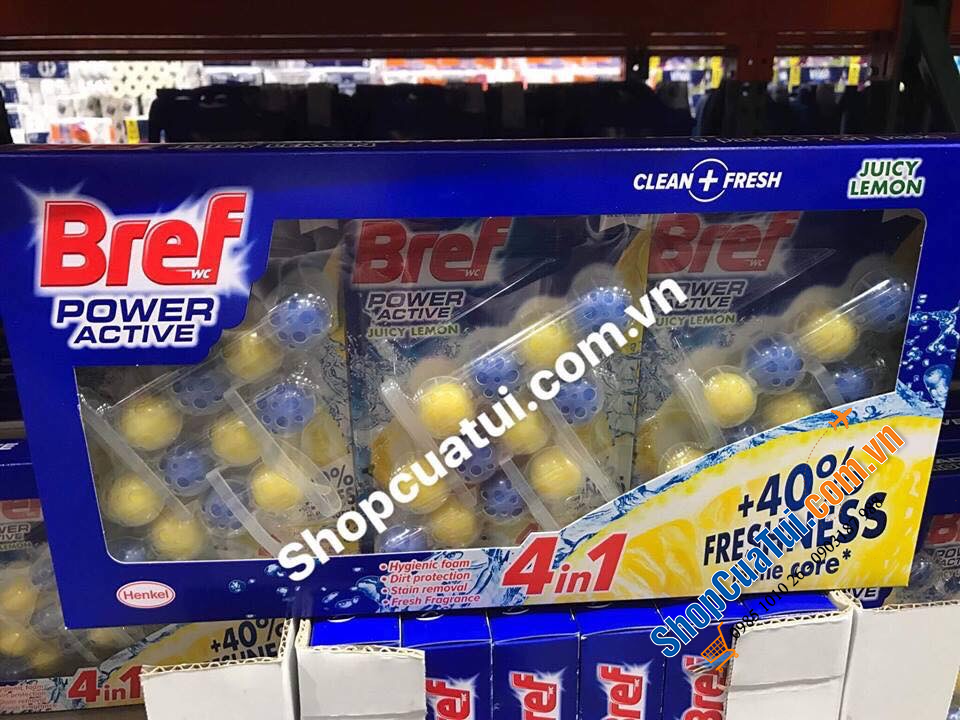 CLEAN + FRESH
JUICY
LEMON
Bref
WC
POWER
ACTIVE
Bref
WC
POWER
ACTIVE
JUICY LEMON
Bref
WC
POWER
ACTIVE
JUICY LEMON
Shopcuatui.com.vn
+40%
FRESHNESS
4in1
• Hygienic foam
• Dirt protection
• Stain removal
• Fresh Fragrance
Henkel
ShopCuaTui.com.vn
+40%
4in1
Bref
Bref
Bref
Bref